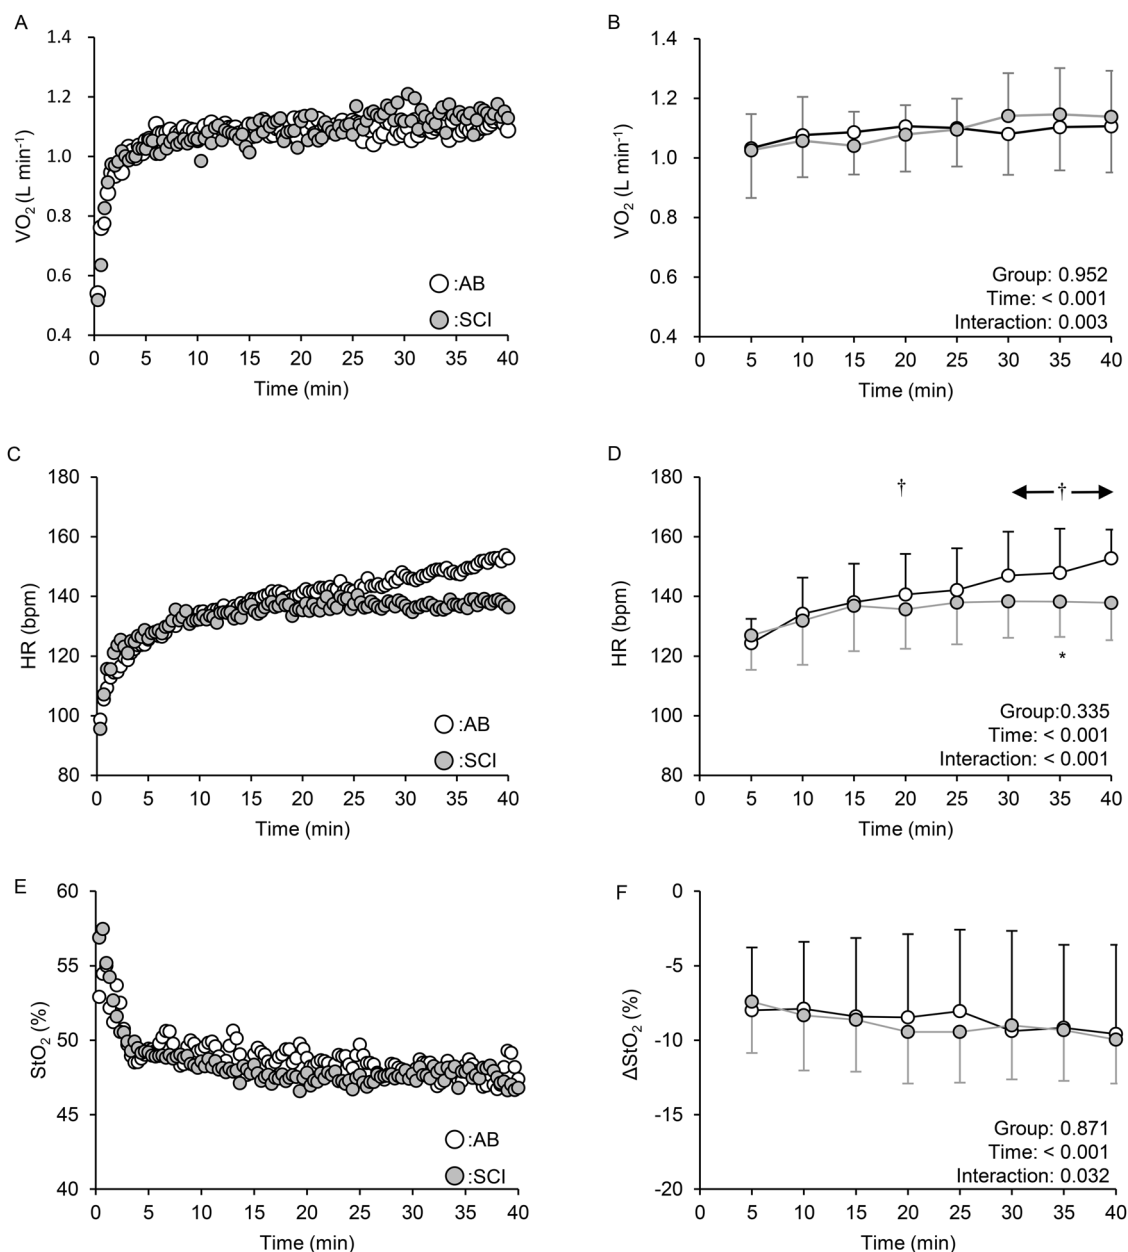 A
1.4
1.2
1.0
0.8
0.6
0.4
VO2 (L min-1)
:AB
:SCI
0 5 10 15 20 25 30 35 40
Time (min)
B
1.4
1.2
1.0
0.8
0.6
0.4
VO2 (L min-1)
Group: 0.952
Time: < 0.001
Interaction: 0.003
0 5 10 15 20 25 30 35 40
Time (min)
C
180
160
140
120
100
80
HR (bpm)
:AB
:SCI
0 5 10 15 20 25 30 35 40
Time (min)
D
180
160
140
120
100
80
HR (bpm)
† †
*
Group:0.335
Time: < 0.001
Interaction: < 0.001
0 5 10 15 20 25 30 35 40
Time (min)
E
60
55
50
45
40
StO2 (%)
:AB
:SCI
0 5 10 15 20 25 30 35 40
Time (min)
F
0
-5
-10
-15
-20
ΔStO2 (%)
Group: 0.871
Time: < 0.001
Interaction: 0.032
0 5 10 15 20 25 30 35 40
Time (min)